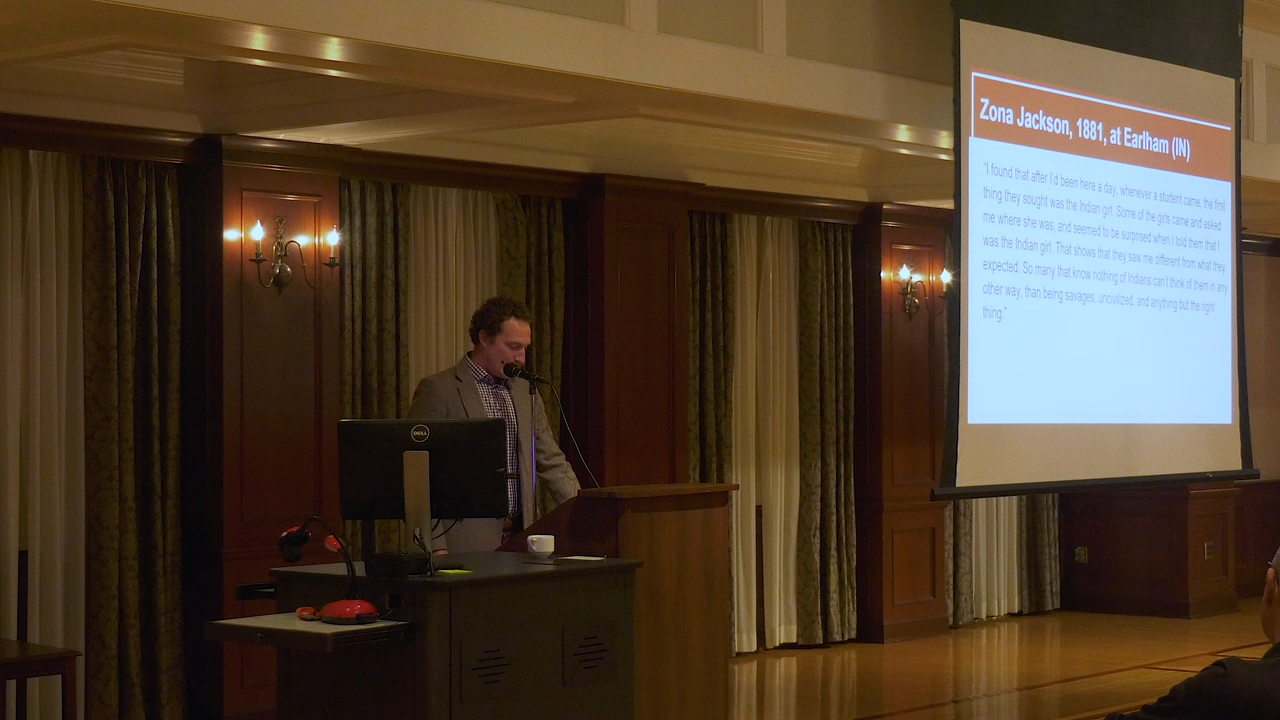 Zona Jackson, 1881, at Earlham (IN)
"I found that after I'd been here a day, whenever a student came, the first
thing they sought was the Indian girl. Some of the girls came and asked
me where she was, and seemed to be surprised when I told them that I
was the Indian girl. That shows that they saw me different from what they
expected. So many that know nothing of Indians can't think of them in any
other way, than being savages, uncivilized, and anything but the right
thing."
DELL